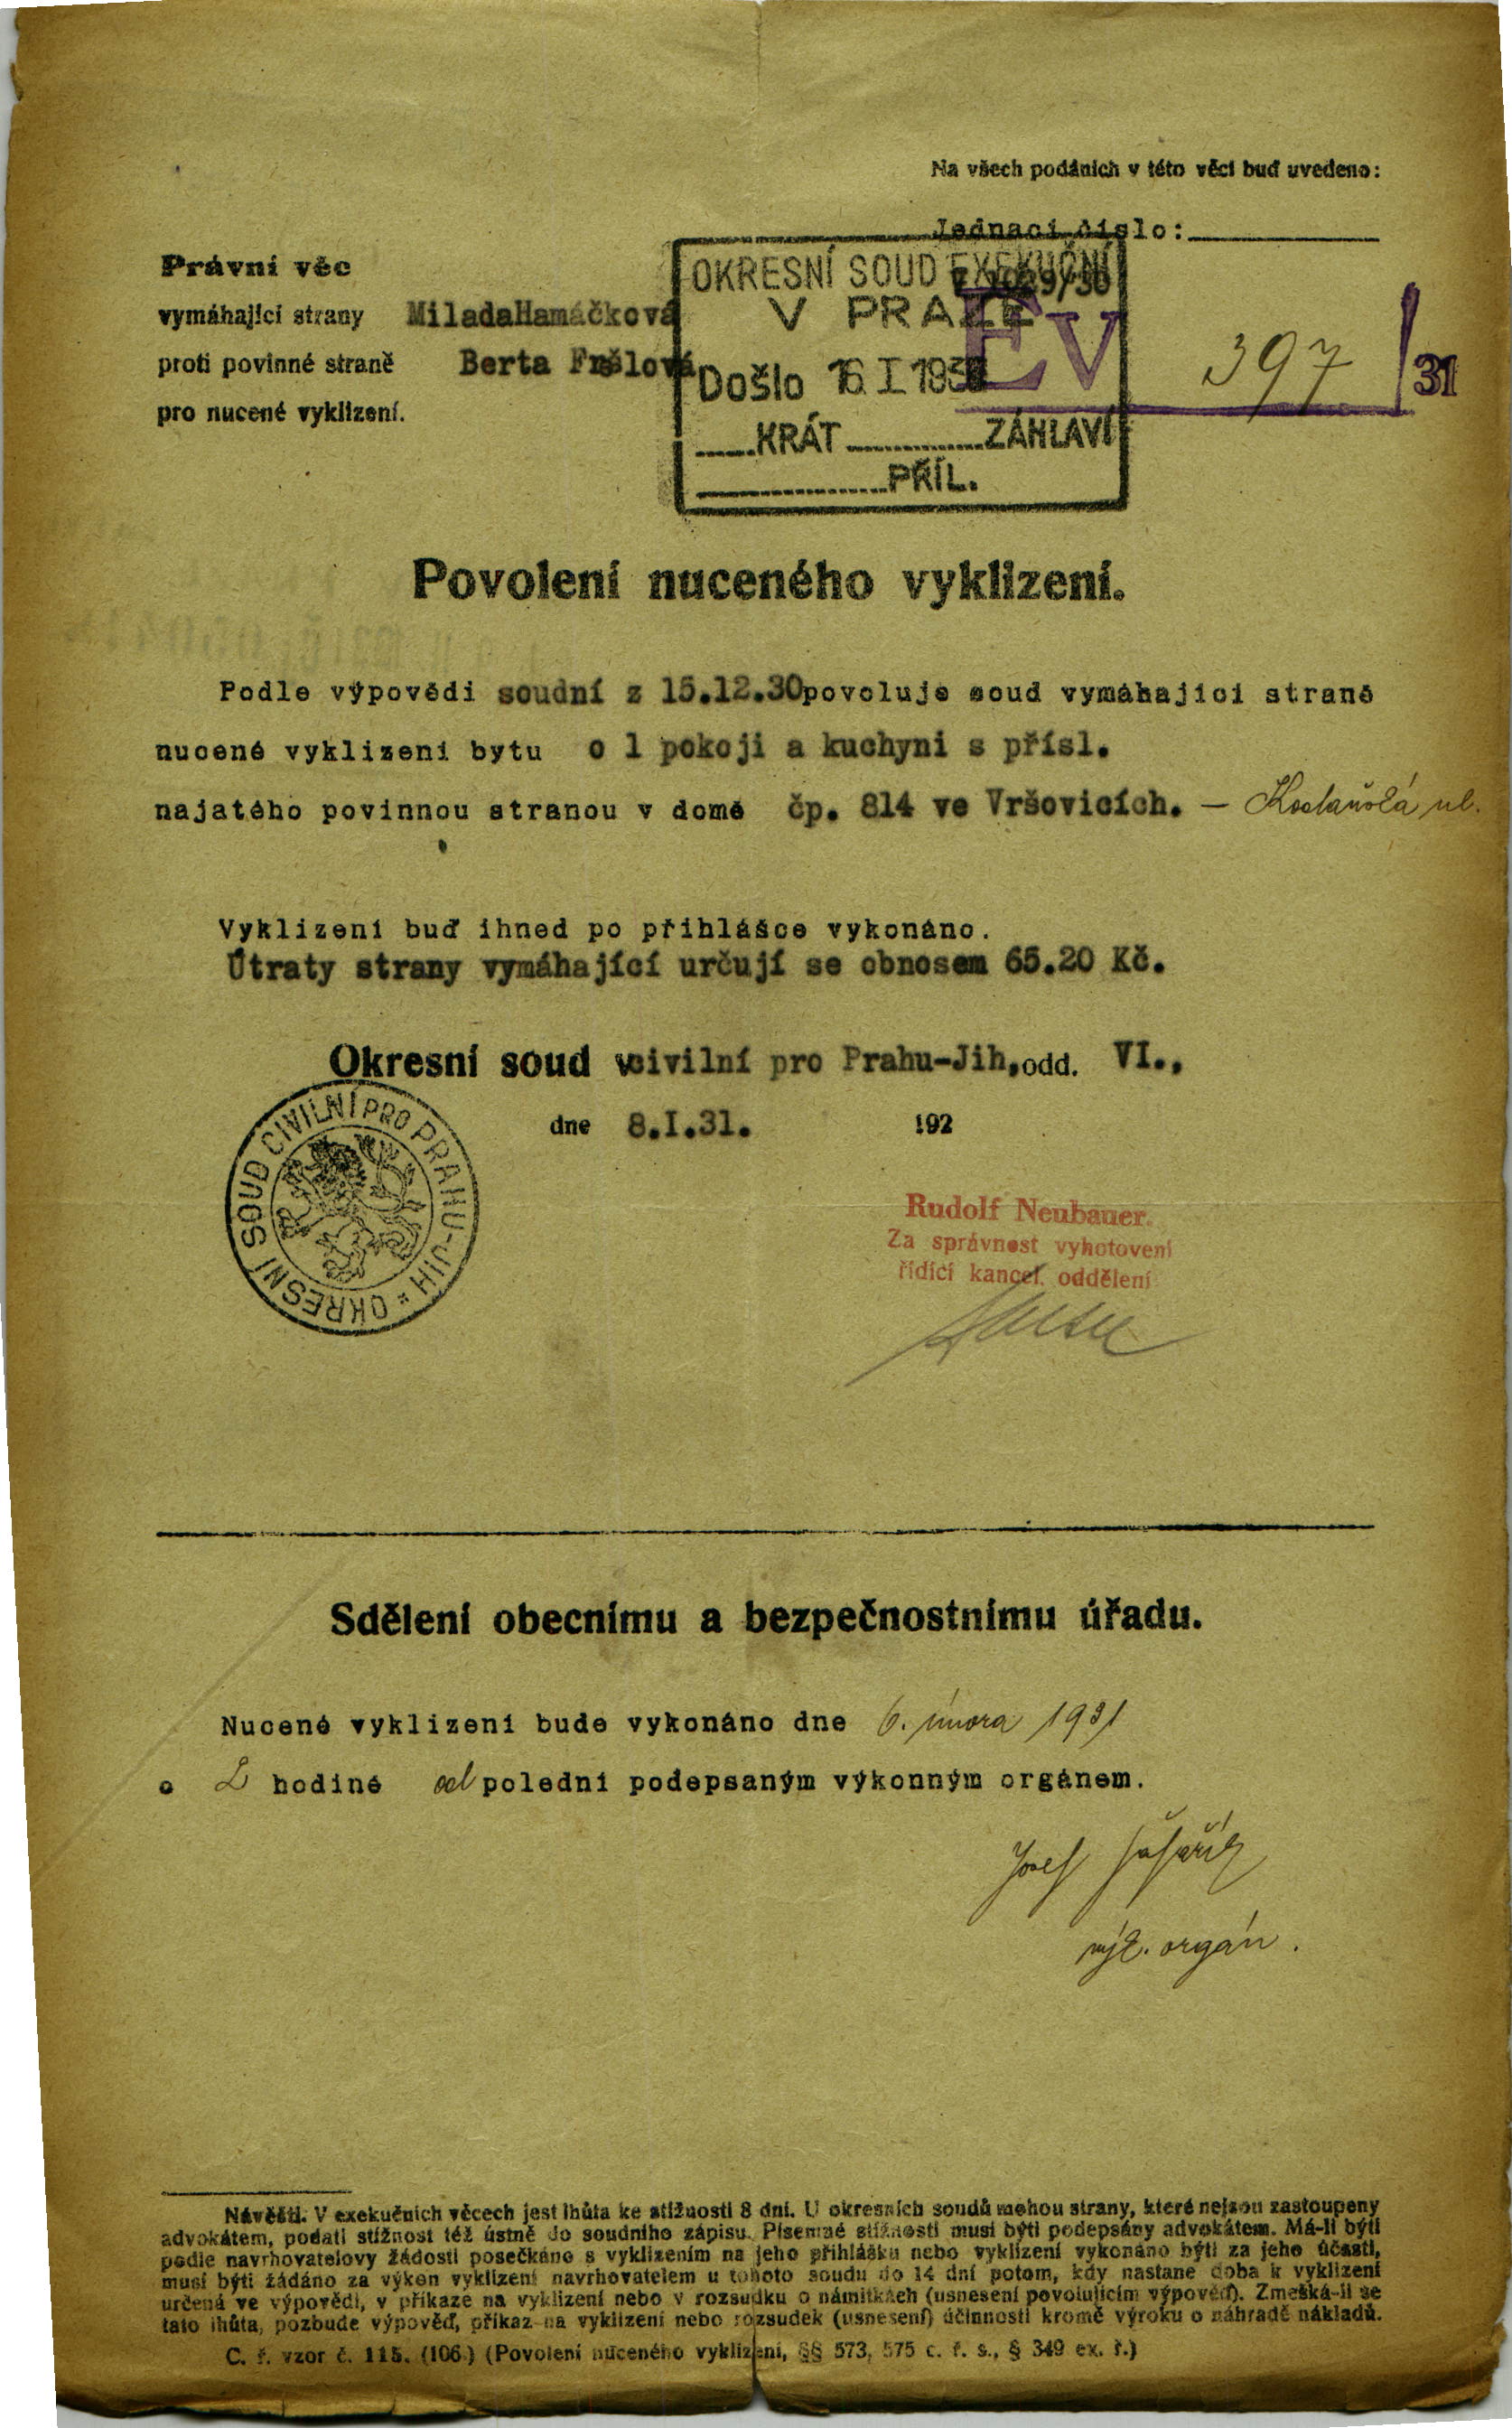 Na všech podáních v této věci buď uvedeno:
Jednací číslo:
Právní věc
vymáhající strany MiladaHamáčková
proti povinné straně Berta
pro nucené vyklizení.
OKRESNÍ SOUD EXEKUČNÍ
V PRAZE
Došlo 16 I 193
KRÁT ZÁHLAVÍ
PŘÍL.
EV 397/31
Povolení nuceného vyklizení.
Podle výpovědi soudní z 15.12.30povoluje soud vymáhající straně
nucené vyklizení bytu o 1 pokoji a kuchyni s přísl.
najatého povinnou stranou v domě čp. 814 ve Vršovicích. — ul.
Vyklizení buď ihned po přihlášce vykonáno.
Útraty strany vymáhající určují se obnosem 65.20 Kč.
Okresní soud civilní pro Prahu-Jih,odd. VI.,
dne 8.I.31. 192
OKRESNÍ SOUD CIVILNÍ PRO PRAHU-JIH *
Rudolf Neubauer.
Za správnost vyhotovení
řídící kancel. oddělení
Sdělení obecnímu a bezpečnostnímu úřadu.
Nucené vyklizení bude vykonáno dne 6. února 1931
o 2 hodině od polední podepsaným výkonným orgánem.
Josef
výk. orgán.
Návěští. V exekučních věcech jest lhůta ke stížnosti 8 dní. U okresních soudů mohou strany, které nejsou zastoupeny
advokátem, podati stížnost též ústně do soudního zápisu. Písemné stížnosti musí býti podepsány advokátem. Má-li býti
podle navrhovatelovy žádosti posečkáno s vyklizením na jeho přihlášku nebo vyklizení vykonáno býti za jeho účasti,
musí býti žádáno za výkon vyklizení navrhovatelem u tohoto soudu do 14 dní potom, kdy nastane doba k vyklizení
určená ve výpovědi, v příkaze na vyklizení nebo v rozsudku o námitkách (usnesení povolujícím výpověď). Zmešká-li se
tato lhůta, pozbude výpověď, příkaz na vyklizení nebo rozsudek (usnesení) účinnosti kromě výroku o náhradě nákladů.
C. ř. vzor č. 115. (106.) (Povolení nuceného vyklizení, §§ 573, 575 c. ř. s., § 349 ex. ř.)